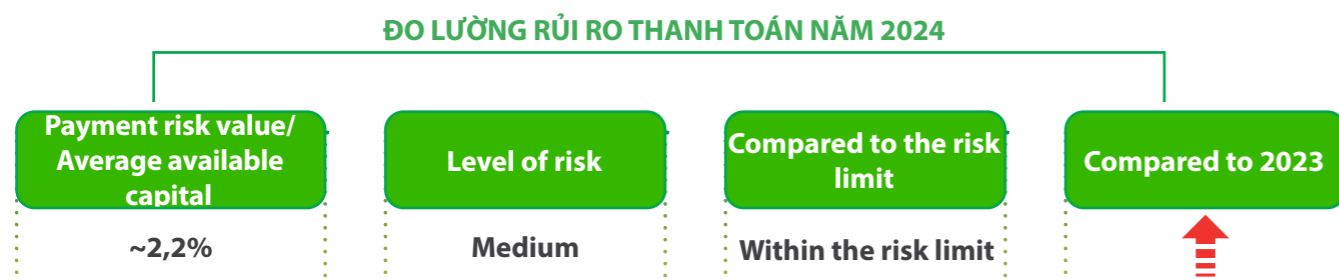 ĐO LƯỜNG RỦI RO THANH TOÁN NĂM 2024
Payment risk value/
Average available
capital
Level of risk
Compared to the risk
limit
Compared to 2023
~2,2%
Medium
Within the risk limit